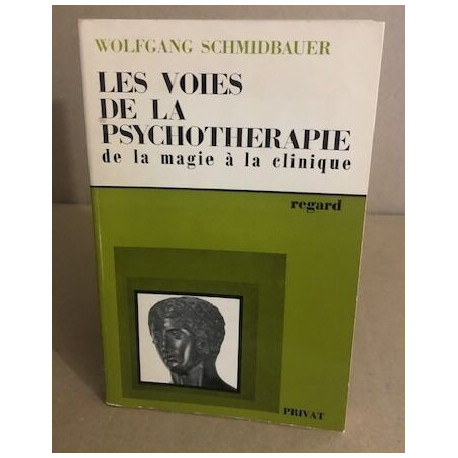 WOLFGANG SCHMIDBAUER
LES VOIES
DE LA
PSYCHOTHERAPIE
de la magie à la clinique
regard
PRIVAT